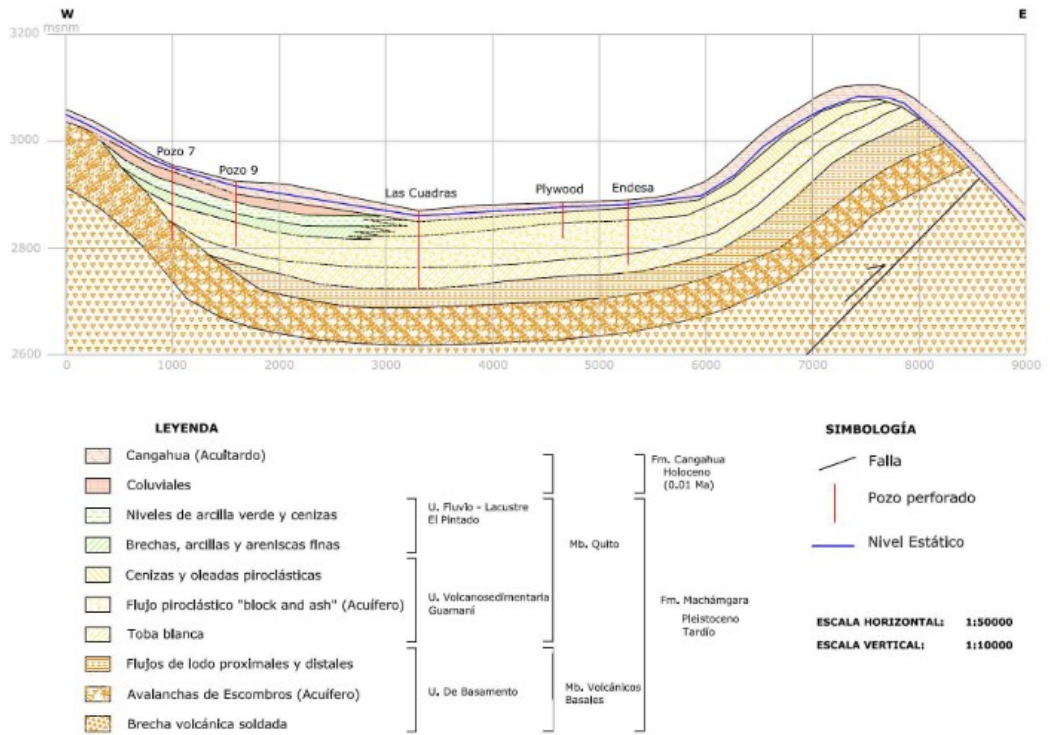 W
E
3200
msnm
3000
2800
2600
Pozo 7
Pozo 9
Las Cuadras
Plywood
Endesa
0
1000
2000
3000
4000
5000
6000
7000
8000
9000
LEYENDA
Cangahua (Acuitardo)
Coluviales
Niveles de arcilla verde y cenizas
Brechas, arcillas y areniscas finas
Cenizas y oleadas piroclásticas
Flujo piroclástico "block and ash" (Acuífero)
Toba blanca
Flujos de lodo proximales y distales
Avalanchas de Escombros (Acuífero)
Brecha volcánica soldada
U. Fluvio - Lacustre
El Pintado
U. Volcanosedimentaria
Guamaní
U. De Basamento
Mb. Quito
Mb. Volcánicos
Basales
Fm. Cangahua
Holoceno
(0.01 Ma)
Fm. Machámgara
Pleistoceno
Tardío
SIMBOLOGÍA
Falla
Pozo perforado
Nivel Estático
ESCALA HORIZONTAL: 1:50000
ESCALA VERTICAL: 1:10000